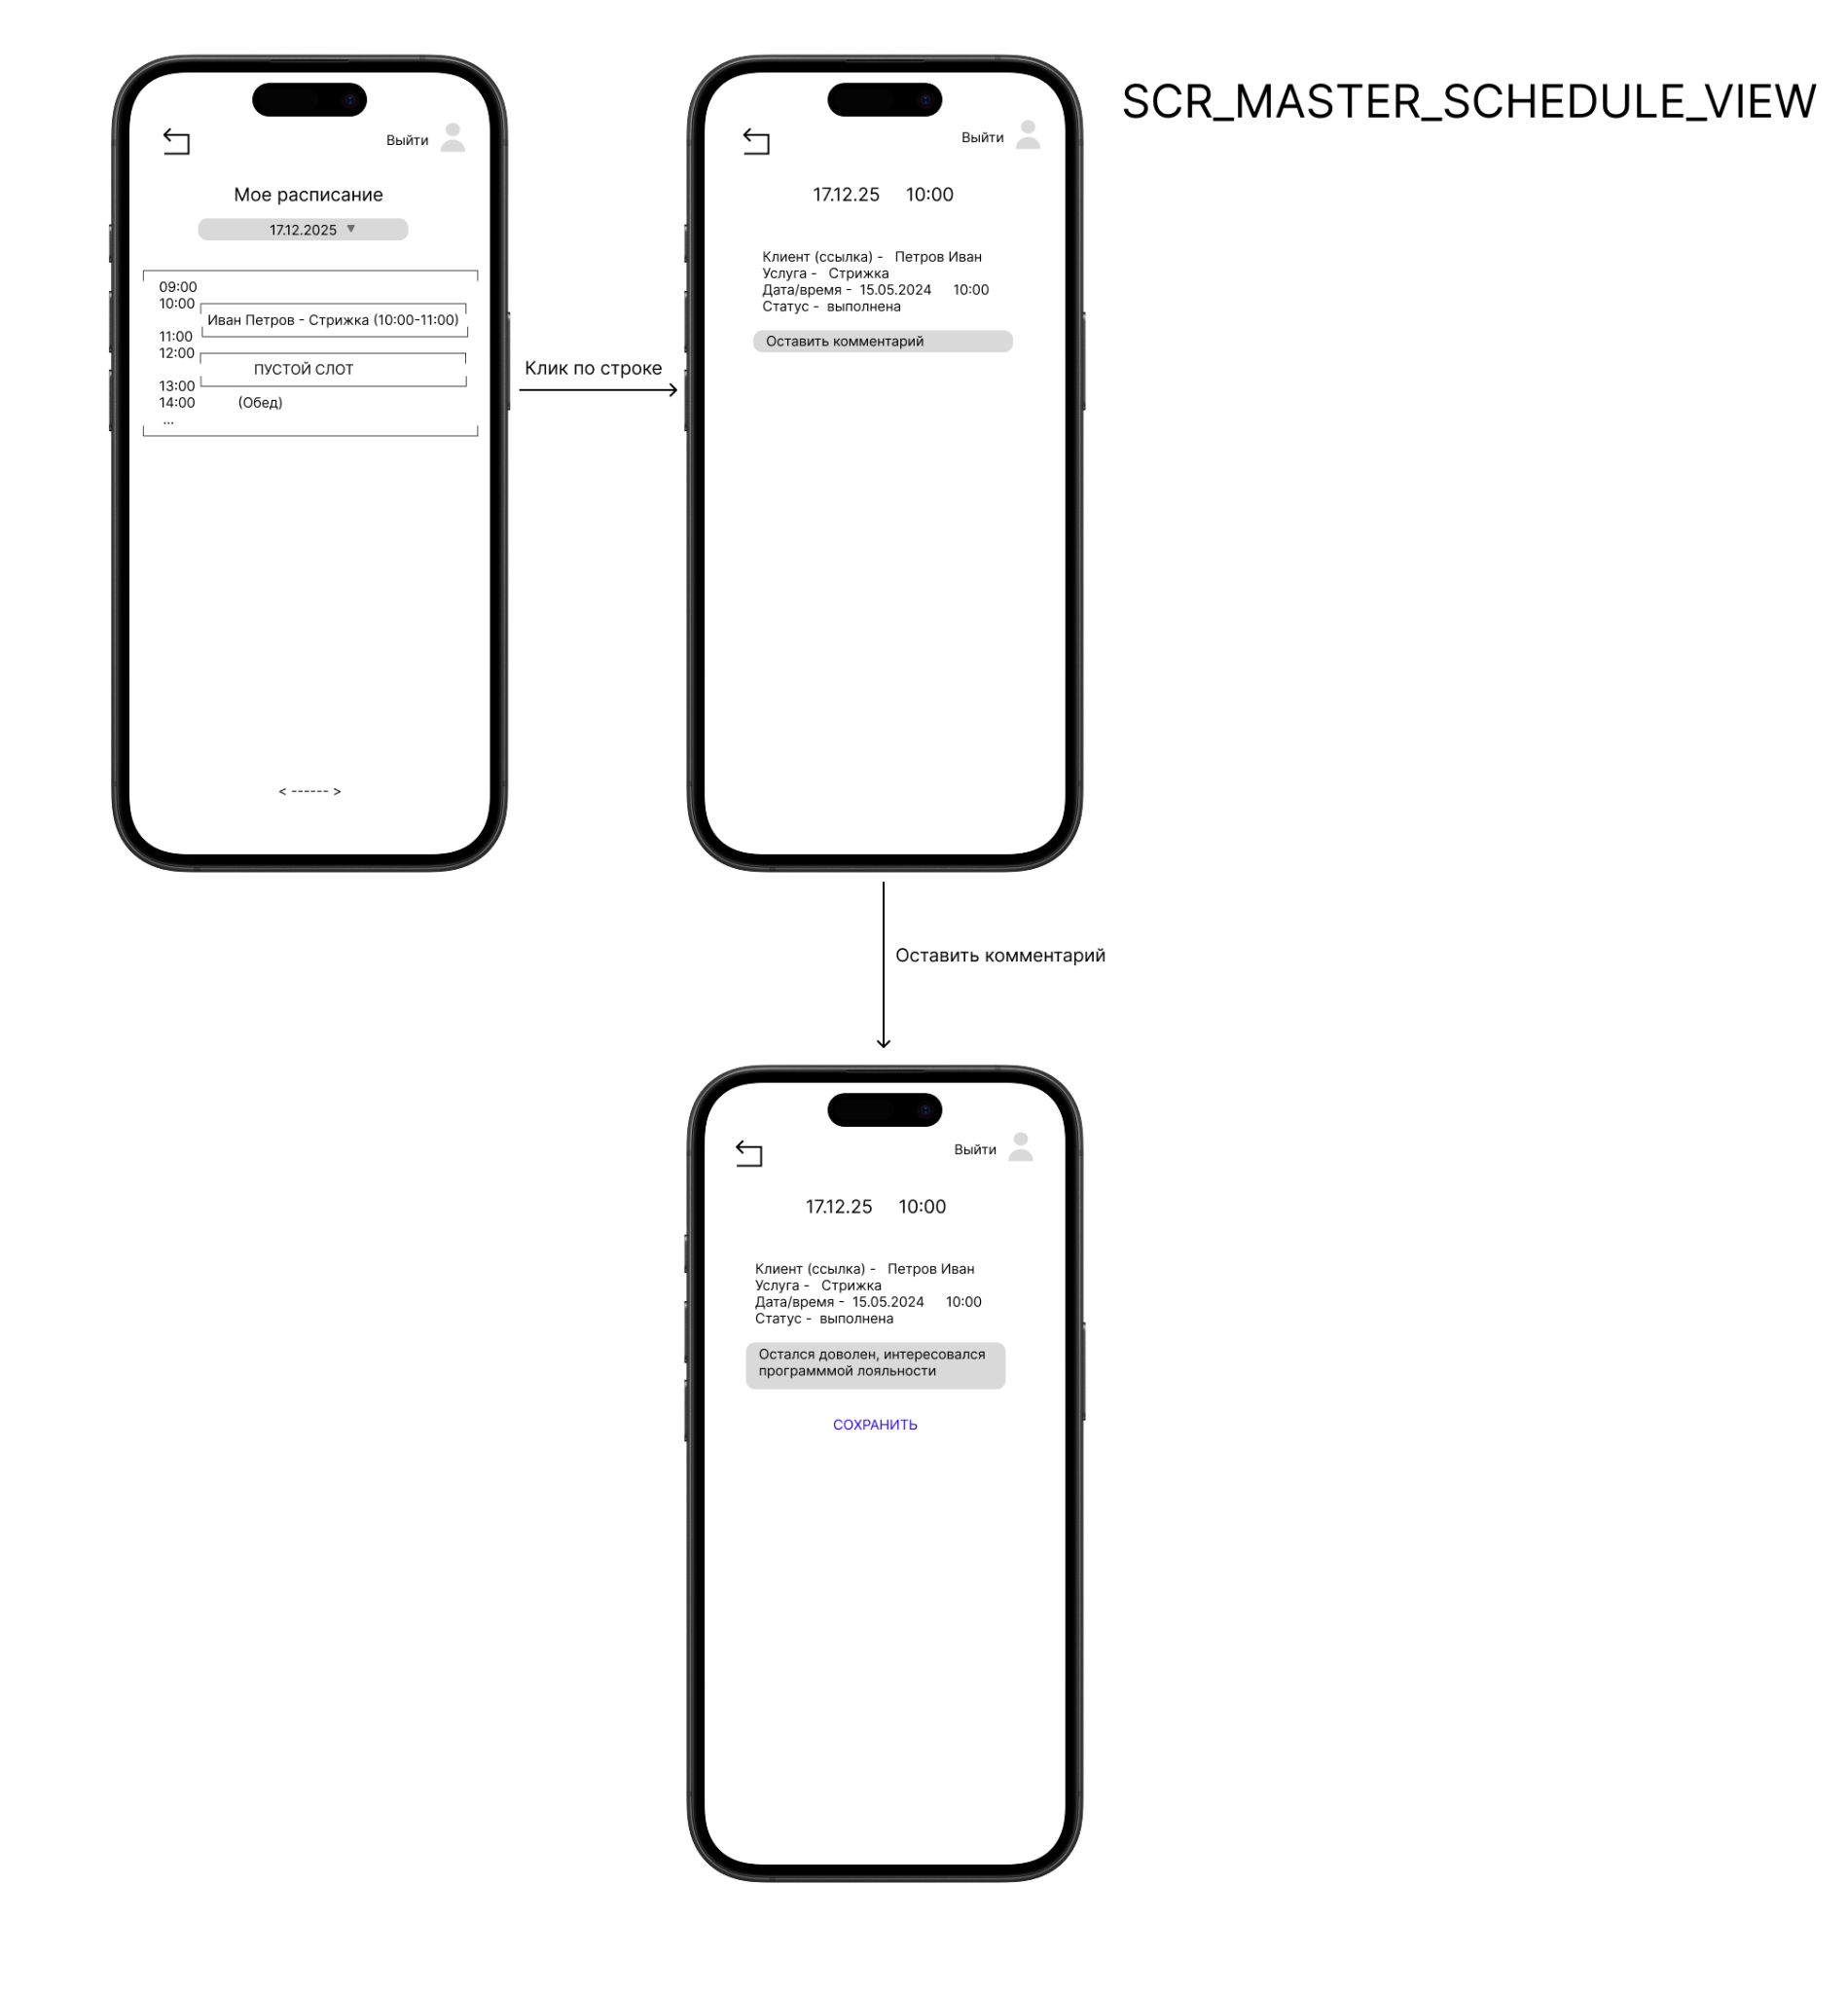 SCR_MASTER_SCHEDULE_VIEW
Выйти
Мое расписание
17.12.2025 ▼
09:00
10:00
Иван Петров - Стрижка (10:00-11:00)
11:00
12:00
ПУСТОЙ СЛОТ
13:00
14:00 (Обед)
...
< ------ >
Клик по строке
Выйти
17.12.25 10:00
Клиент (ссылка) - Петров Иван
Услуга - Стрижка
Дата/время - 15.05.2024 10:00
Статус - выполнена
Оставить комментарий
Оставить комментарий
Выйти
17.12.25 10:00
Клиент (ссылка) - Петров Иван
Услуга - Стрижка
Дата/время - 15.05.2024 10:00
Статус - выполнена
Остался доволен, интересовался
программмой лояльности
СОХРАНИТЬ